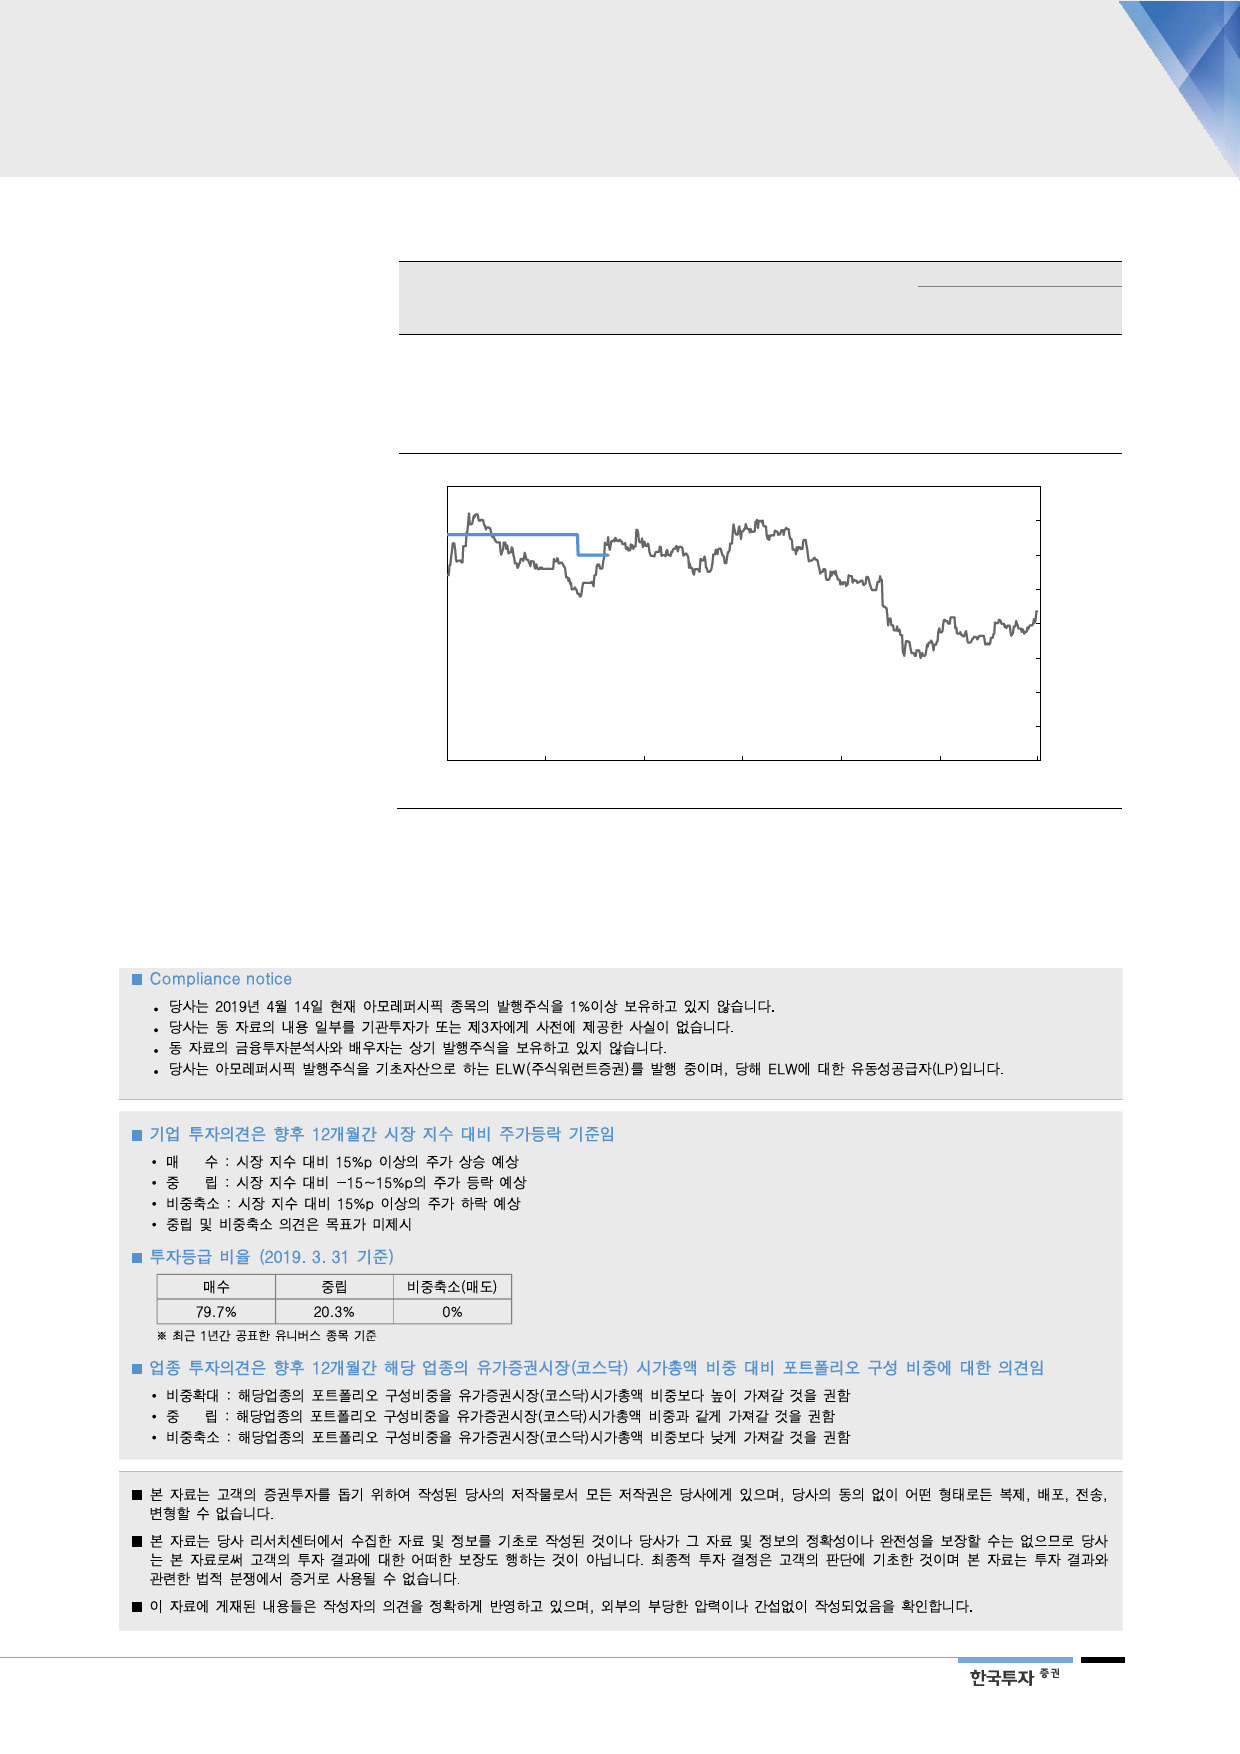 ■ Compliance notice
• 당사는 2019년 4월 14일 현재 아모레퍼시픽 종목의 발행주식을 1%이상 보유하고 있지 않습니다.
• 당사는 동 자료의 내용 일부를 기관투자가 또는 제3자에게 사전에 제공한 사실이 없습니다.
• 동 자료의 금융투자분석사와 배우자는 상기 발행주식을 보유하고 있지 않습니다.
• 당사는 아모레퍼시픽 발행주식을 기초자산으로 하는 ELW(주식워런트증권)를 발행 중이며, 당해 ELW에 대한 유동성공급자(LP)입니다.
■ 기업 투자의견은 향후 12개월간 시장 지수 대비 주가등락 기준임
• 매 수 : 시장 지수 대비 15%p 이상의 주가 상승 예상
• 중 립 : 시장 지수 대비 -15~15%p의 주가 등락 예상
• 비중축소 : 시장 지수 대비 15%p 이상의 주가 하락 예상
• 중립 및 비중축소 의견은 목표가 미제시
■ 투자등급 비율 (2019. 3. 31 기준)
매수 중립 비중축소(매도)
79.7% 20.3% 0%
※ 최근 1년간 공표한 유니버스 종목 기준
■ 업종 투자의견은 향후 12개월간 해당 업종의 유가증권시장(코스닥) 시가총액 비중 대비 포트폴리오 구성 비중에 대한 의견임
• 비중확대 : 해당업종의 포트폴리오 구성비중을 유가증권시장(코스닥)시가총액 비중보다 높이 가져갈 것을 권함
• 중 립 : 해당업종의 포트폴리오 구성비중을 유가증권시장(코스닥)시가총액 비중과 같게 가져갈 것을 권함
• 비중축소 : 해당업종의 포트폴리오 구성비중을 유가증권시장(코스닥)시가총액 비중보다 낮게 가져갈 것을 권함
■ 본 자료는 고객의 증권투자를 돕기 위하여 작성된 당사의 저작물로서 모든 저작권은 당사에게 있으며, 당사의 동의 없이 어떤 형태로든 복제, 배포, 전송,
변형할 수 없습니다.
■ 본 자료는 당사 리서치센터에서 수집한 자료 및 정보를 기초로 작성된 것이나 당사가 그 자료 및 정보의 정확성이나 완전성을 보장할 수는 없으므로 당사
는 본 자료로써 고객의 투자 결과에 대한 어떠한 보장도 행하는 것이 아닙니다. 최종적 투자 결정은 고객의 판단에 기초한 것이며 본 자료는 투자 결과와
관련한 법적 분쟁에서 증거로 사용될 수 없습니다.
■ 이 자료에 게재된 내용들은 작성자의 의견을 정확하게 반영하고 있으며, 외부의 부당한 압력이나 간섭없이 작성되었음을 확인합니다.
한국투자 증권